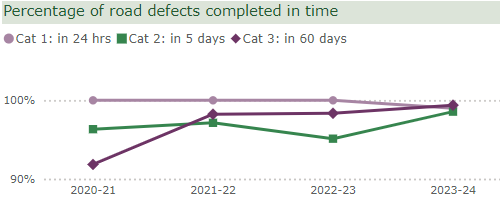 Percentage of road defects completed in time
Cat 1: in 24 hrs Cat 2: in 5 days Cat 3: in 60 days
100%
90%
2020-21 2021-22 2022-23 2023-24